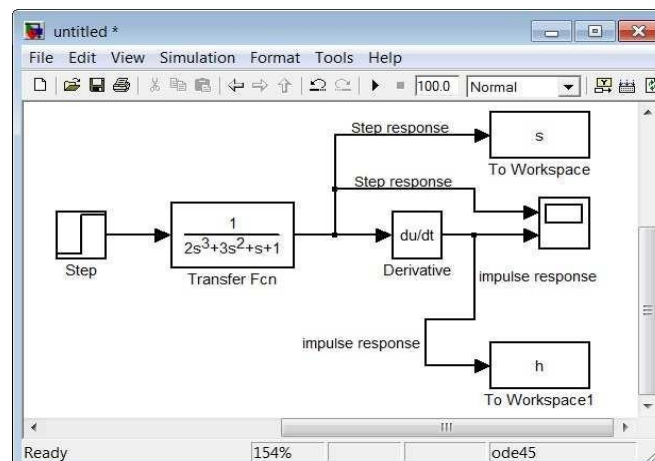 untitled *
File Edit View Simulation Format Tools Help
100.0 Normal
Step response
s
To Workspace
Step response
1
2s³+3s²+s+1
du/dt
Step
Transfer Fcn
Derivative
impulse response
impulse response
h
To Workspace1
Ready 154% ode45